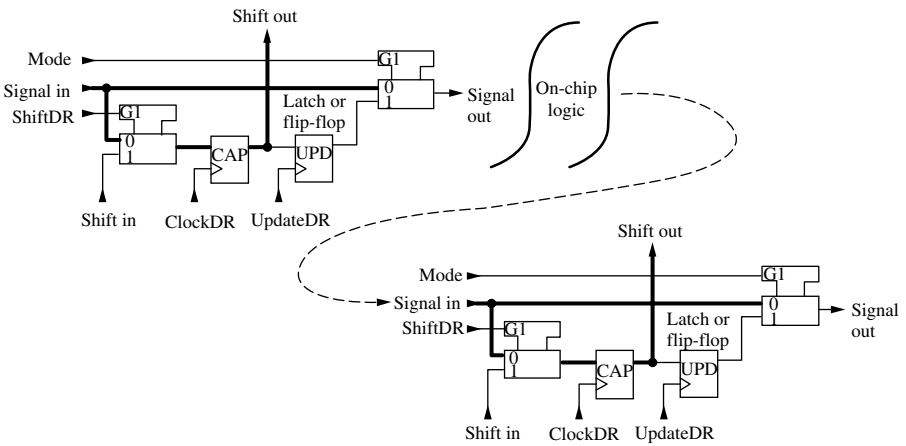 Shift out
Mode
G1
Signal in
0
1
Signal
out
ShiftDR
G1
Latch or
flip-flop
0
1
CAP
UPD
Shift in
ClockDR
UpdateDR
On-chip
logic
Shift out
Mode
G1
Signal in
0
1
Signal
out
ShiftDR
G1
Latch or
flip-flop
0
1
CAP
UPD
Shift in
ClockDR
UpdateDR